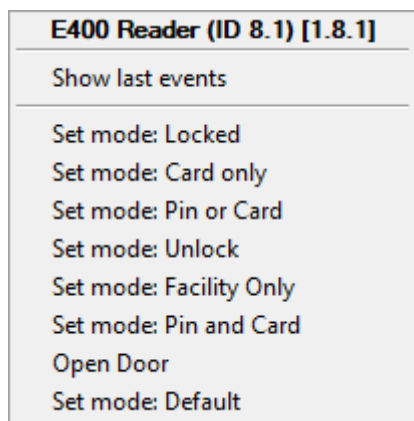 E400 Reader (ID 8.1) [1.8.1]
Show last events
Set mode: Locked
Set mode: Card only
Set mode: Pin or Card
Set mode: Unlock
Set mode: Facility Only
Set mode: Pin and Card
Open Door
Set mode: Default